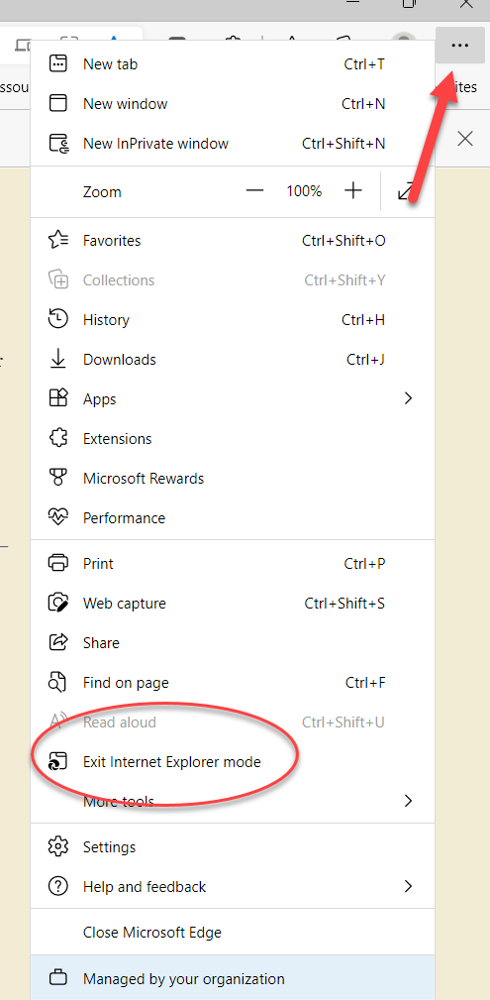 New tab Ctrl+T
New window Ctrl+N
New InPrivate window Ctrl+Shift+N
Zoom 100%
Favorites Ctrl+Shift+O
Collections Ctrl+Shift+Y
History Ctrl+H
Downloads Ctrl+J
Apps
Extensions
Microsoft Rewards
Performance
Print Ctrl+P
Web capture Ctrl+Shift+S
Share
Find on page Ctrl+F
Read aloud Ctrl+Shift+U
Exit Internet Explorer mode
More tools
Settings
Help and feedback
Close Microsoft Edge
Managed by your organization